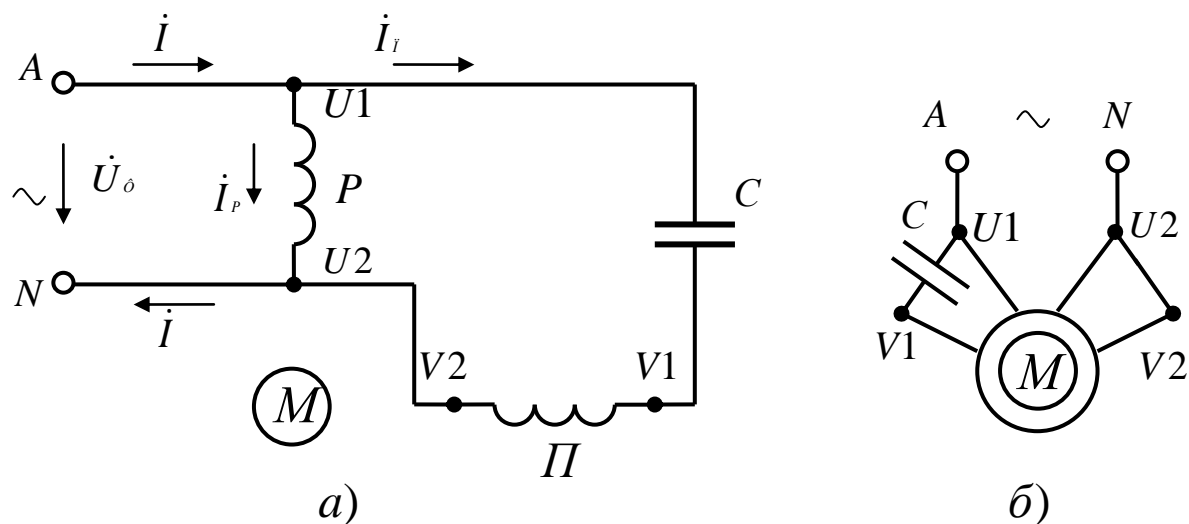 A
İ
İ Ï
U1
U̇ ô
İ P
P
C
U2
N
İ
V2
V1
M
П
а)
A
N
C
U1
U2
V1
M
V2
б)